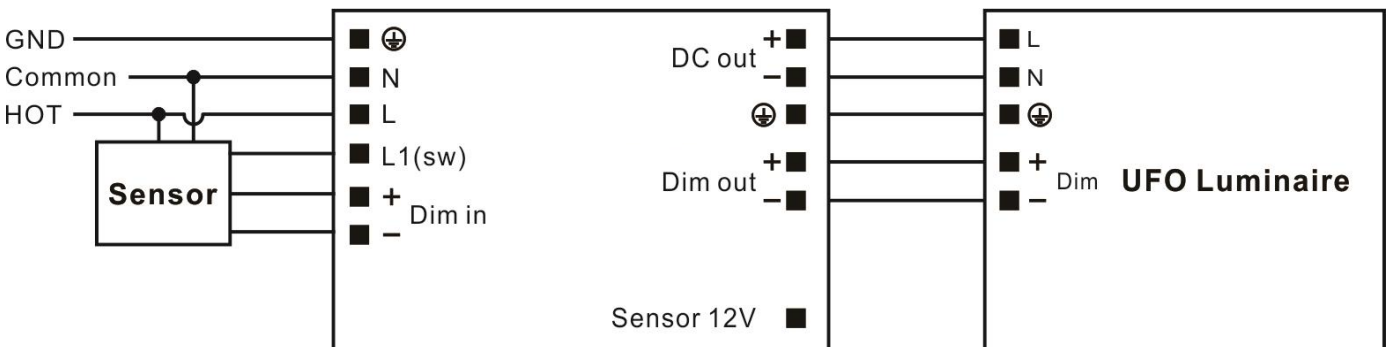 GND
Common
HOT
Sensor
N
L
L1(sw)
+
Dim in
−
DC out
+
−
Dim out
+
−
Sensor 12V
L
N
+
Dim
−
UFO Luminaire